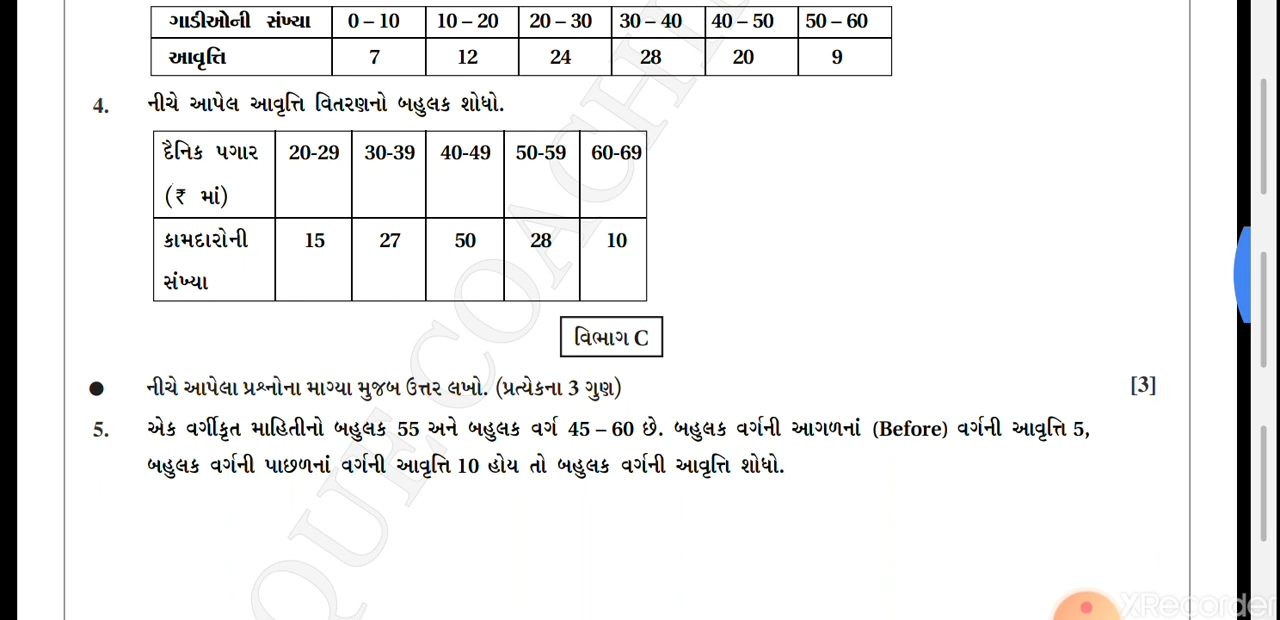 ગાડીઓની સંખ્યા 0 – 10 10 – 20 20 – 30 30 – 40 40 – 50 50 – 60
આવૃત્તિ 7 12 24 28 20 9
4. નીચે આપેલ આવૃત્તિ વિતરણનો બહુલક શોધો.
દૈનિક પગાર 20-29 30-39 40-49 50-59 60-69
(₹ માં)
કામદારોની 15 27 50 28 10
સંખ્યા
વિભાગ C
● નીચે આપેલા પ્રશ્નોના માગ્યા મુજબ ઉત્તર લખો. (પ્રત્યેકના 3 ગુણ) [3]
5. એક વર્ગીકૃત માહિતીનો બહુલક 55 અને બહુલક વર્ગ 45 – 60 છે. બહુલક વર્ગની આગળનાં (Before) વર્ગની આવૃત્તિ 5,
બહુલક વર્ગની પાછળનાં વર્ગની આવૃત્તિ 10 હોય તો બહુલક વર્ગની આવૃત્તિ શોધો.
QUE COACHIN
XRecorder